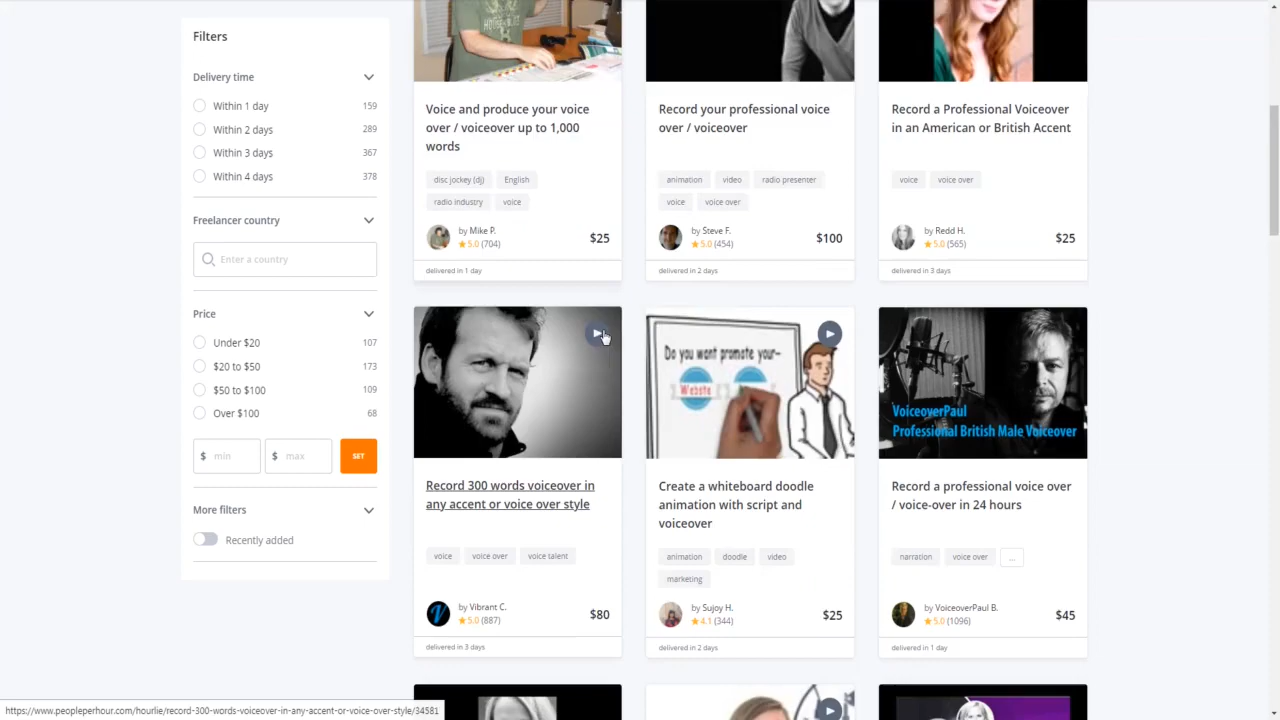 Filters
Delivery time
Within 1 day 159
Within 2 days 289
Within 3 days 367
Within 4 days 378
Freelancer country
Enter a country
Price
Under $20 107
$20 to $50 173
$50 to $100 109
Over $100 68
$ min $ max SET
More filters
Recently added
Voice and produce your voice
over / voiceover up to 1,000
words
disc jockey (dj) English
radio industry voice
by Mike P.
5.0 (704) $25
delivered in 1 day
Record your professional voice
over / voiceover
animation video radio presenter
voice voice over
by Steve F.
5.0 (454) $100
delivered in 2 days
Record a Professional Voiceover
in an American or British Accent
voice voice over
by Redd H.
5.0 (565) $25
delivered in 3 days
Record 300 words voiceover in
any accent or voice over style
voice voice over voice talent
V
by Vibrant C.
5.0 (887) $80
delivered in 3 days
Do you want promote your-
Website
Create a whiteboard doodle
animation with script and
voiceover
animation doodle video
marketing
by Sujoy H.
4.1 (344) $25
delivered in 2 days
VoiceoverPaul
Professional British Male Voiceover
Record a professional voice over
/ voice-over in 24 hours
narration voice over ...
by VoiceoverPaul B.
5.0 (1096) $45
delivered in 1 day
https://www.peopleperhour.com/hourlie/record-300-words-voiceover-in-any-accent-or-voice-over-style/34581